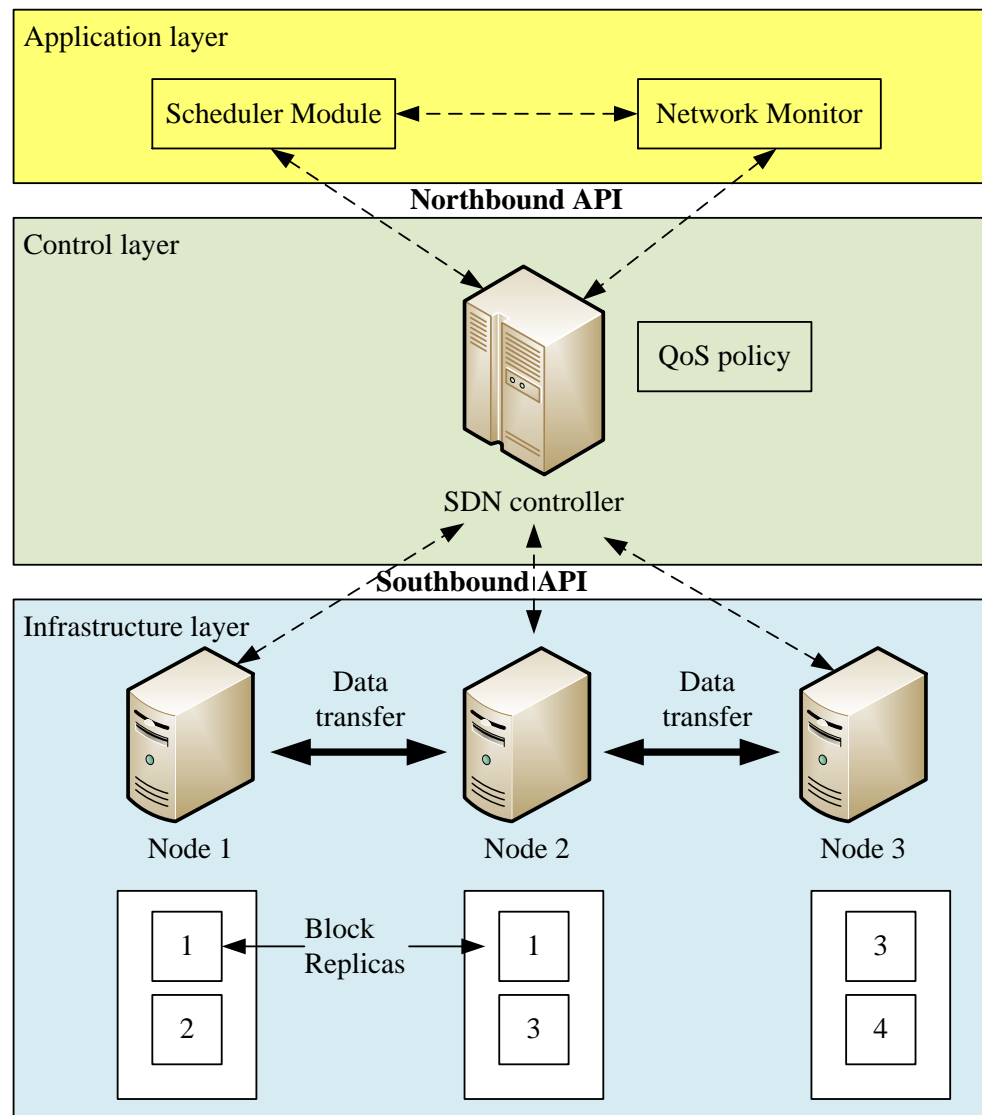 Application layer
Scheduler Module
Network Monitor
Northbound API
Control layer
QoS policy
SDN controller
Southbound API
Infrastructure layer
Data
transfer
Data
transfer
Node 1
Node 2
Node 3
Block
Replicas
1
1
3
2
3
4